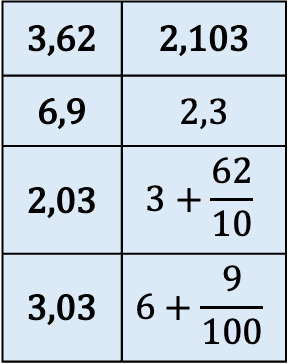 3,62 2,103
6,9 2,3
2,03 3 + 62/10
3,03 6 + 9/100